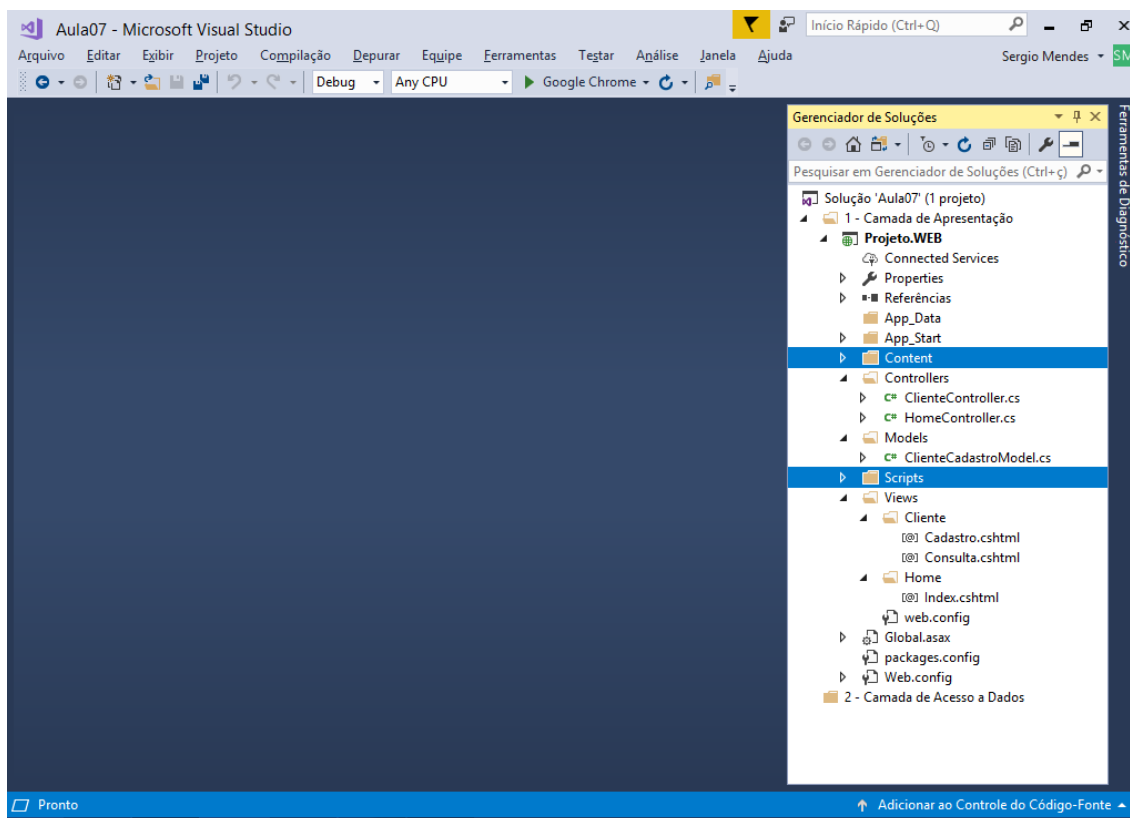 Aula07 - Microsoft Visual Studio
Início Rápido (Ctrl+Q)
Arquivo Editar Exibir Projeto Compilação Depurar Equipe Ferramentas Testar Análise Janela Ajuda
Sergio Mendes
SM
Debug
Any CPU
Google Chrome
Gerenciador de Soluções
Pesquisar em Gerenciador de Soluções (Ctrl+ç)
Solução 'Aula07' (1 projeto)
1 - Camada de Apresentação
Projeto.WEB
Connected Services
Properties
Referências
App_Data
App_Start
Content
Controllers
C# ClienteController.cs
C# HomeController.cs
Models
C# ClienteCadastroModel.cs
Scripts
Views
Cliente
[@] Cadastro.cshtml
[@] Consulta.cshtml
Home
[@] Index.cshtml
web.config
Global.asax
packages.config
Web.config
2 - Camada de Acesso a Dados
Ferramentas de Diagnóstico
Pronto
Adicionar ao Controle do Código-Fonte